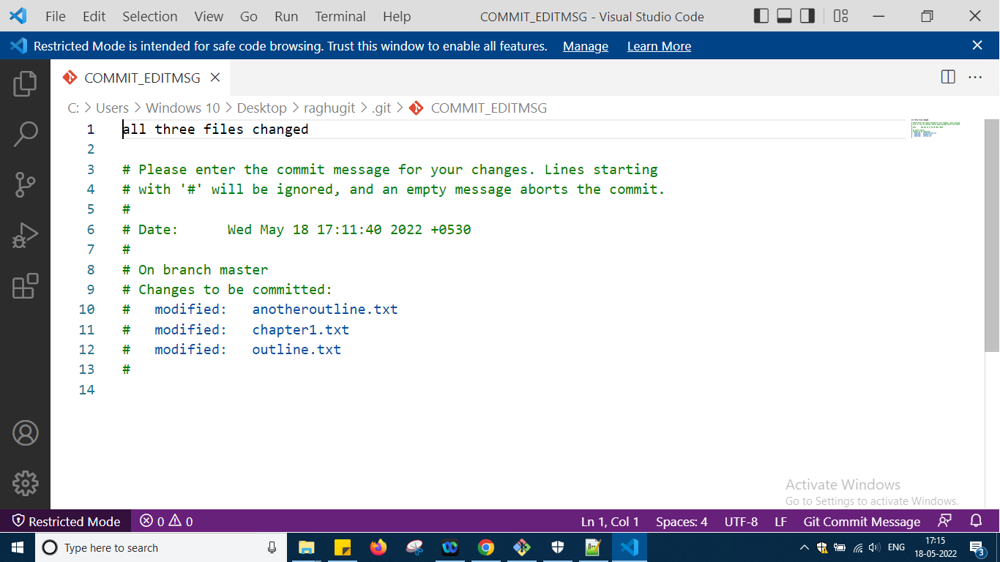 File Edit Selection View Go Run Terminal Help COMMIT_EDITMSG - Visual Studio Code
Restricted Mode is intended for safe code browsing. Trust this window to enable all features. Manage Learn More
COMMIT_EDITMSG
C: > Users > Windows 10 > Desktop > raghugit > .git > COMMIT_EDITMSG
1 all three files changed
2
3 # Please enter the commit message for your changes. Lines starting
4 # with '#' will be ignored, and an empty message aborts the commit.
5 #
6 # Date:      Wed May 18 17:11:40 2022 +0530
7 #
8 # On branch master
9 # Changes to be committed:
10 #   modified:   anotheroutline.txt
11 #   modified:   chapter1.txt
12 #   modified:   outline.txt
13 #
14
Activate Windows
Go to Settings to activate Windows.
Restricted Mode 0 0 Ln 1, Col 1 Spaces: 4 UTF-8 LF Git Commit Message
Type here to search ENG 17:15
18-05-2022 3